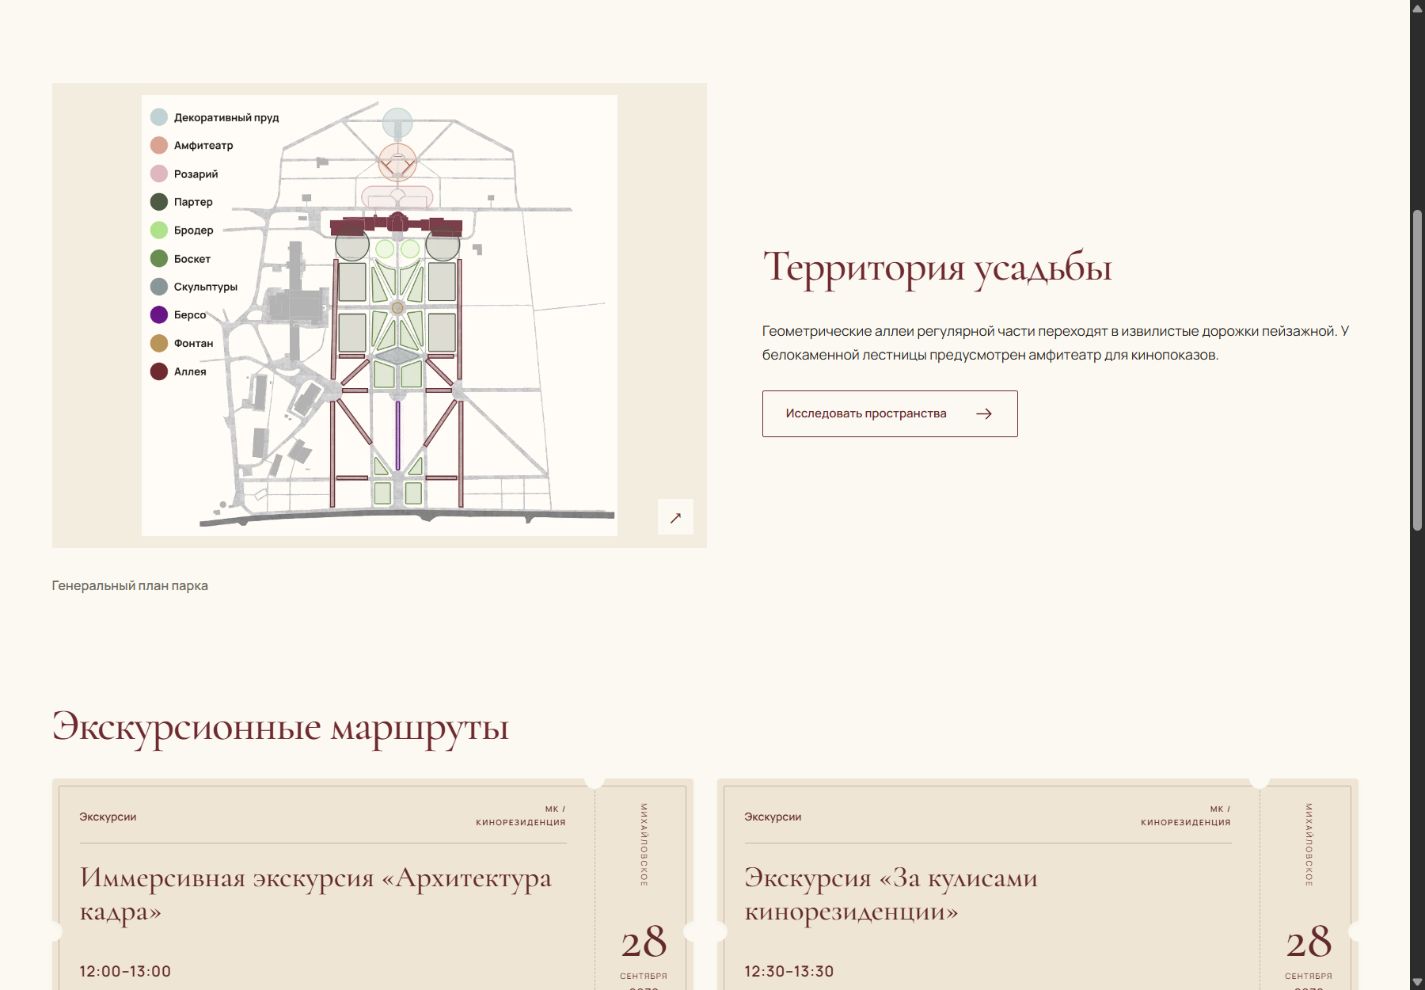 Декоративный пруд
Амфитеатр
Розарий
Партер
Бродер
Боскет
Скульптуры
Берсо
Фонтан
Аллея
Генеральный план парка
Территория усадьбы
Геометрические аллеи регулярной части переходят в извилистые дорожки пейзажной. У
белокаменной лестницы предусмотрен амфитеатр для кинопоказов.
Исследовать пространства
Экскурсионные маршруты
Экскурсии
МК /
КИНОРЕЗИДЕНЦИЯ
Иммерсивная экскурсия «Архитектура
кадра»
12:00–13:00
МИХАЙЛОВСКОЕ
28
СЕНТЯБРЯ
Экскурсии
МК /
КИНОРЕЗИДЕНЦИЯ
Экскурсия «За кулисами
кинорезиденции»
12:30–13:30
МИХАЙЛОВСКОЕ
28
СЕНТЯБРЯ